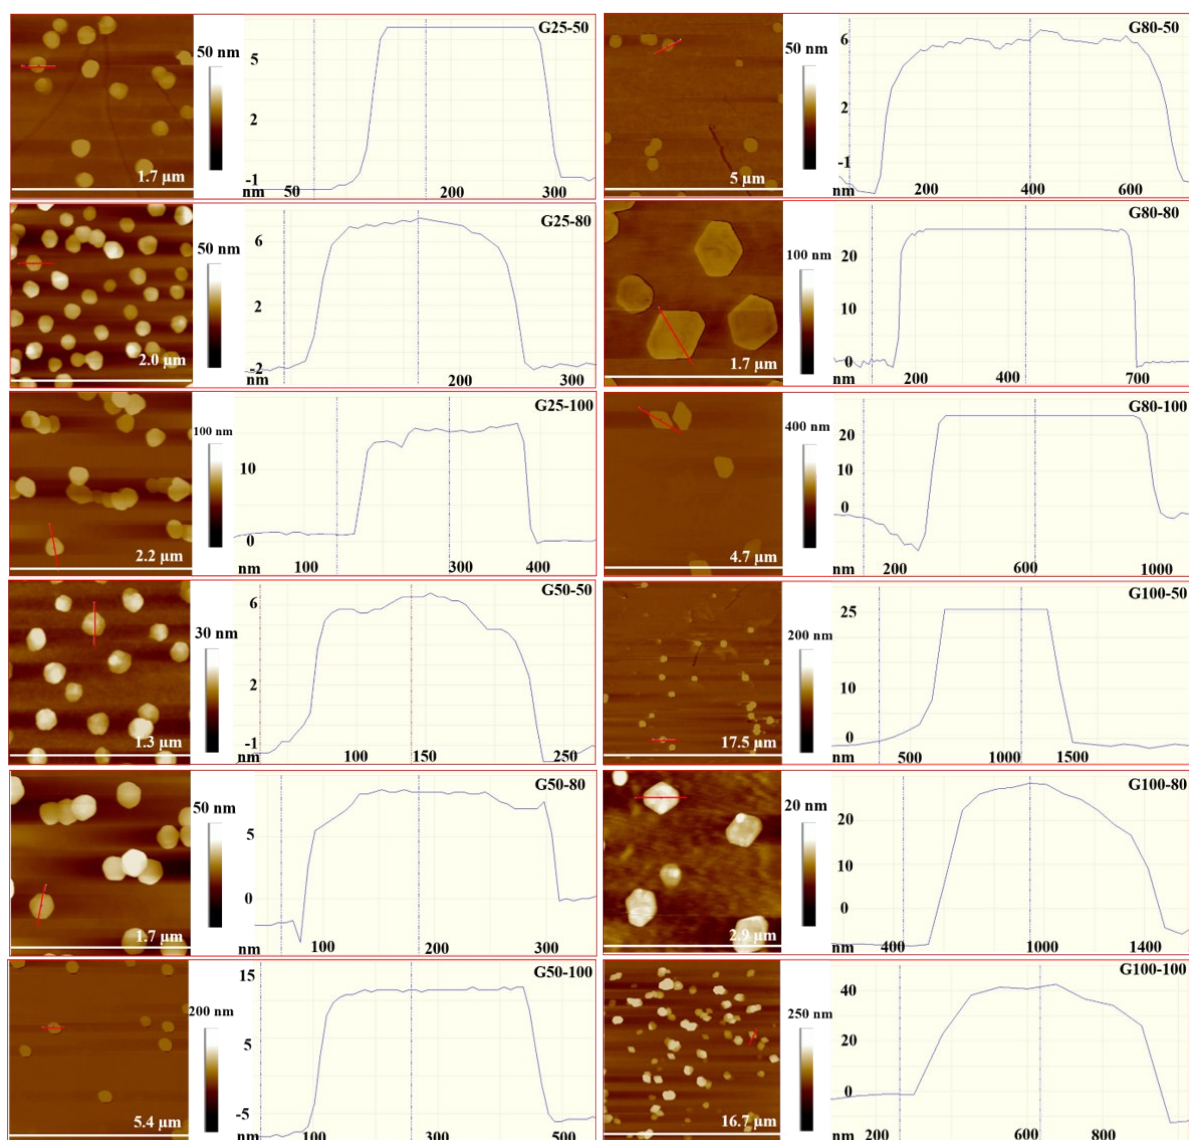 G25-50
50 nm
5
2
-1
nm 50 200 300
1.7 µm
G80-50
50 nm
6
2
-1
nm 200 400 600
5 µm
G25-80
50 nm
6
2
-2
nm 200 300
2.0 µm
G80-80
100 nm
20
10
0
nm 200 400 700
1.7 µm
G25-100
100 nm
10
0
nm 100 300 400
2.2 µm
G80-100
400 nm
20
10
0
nm 200 600 1000
4.7 µm
G50-50
30 nm
6
2
-1
nm 100 150 250
1.3 µm
G100-50
200 nm
25
10
0
nm 500 1000 1500
17.5 µm
G50-80
50 nm
5
0
nm 100 200 300
1.7 µm
G100-80
20 nm
20
10
0
nm 400 1000 1400
2.9 µm
G50-100
200 nm
15
5
-5
nm 100 300 500
5.4 µm
G100-100
250 nm
40
20
0
nm 200 600 800
16.7 µm